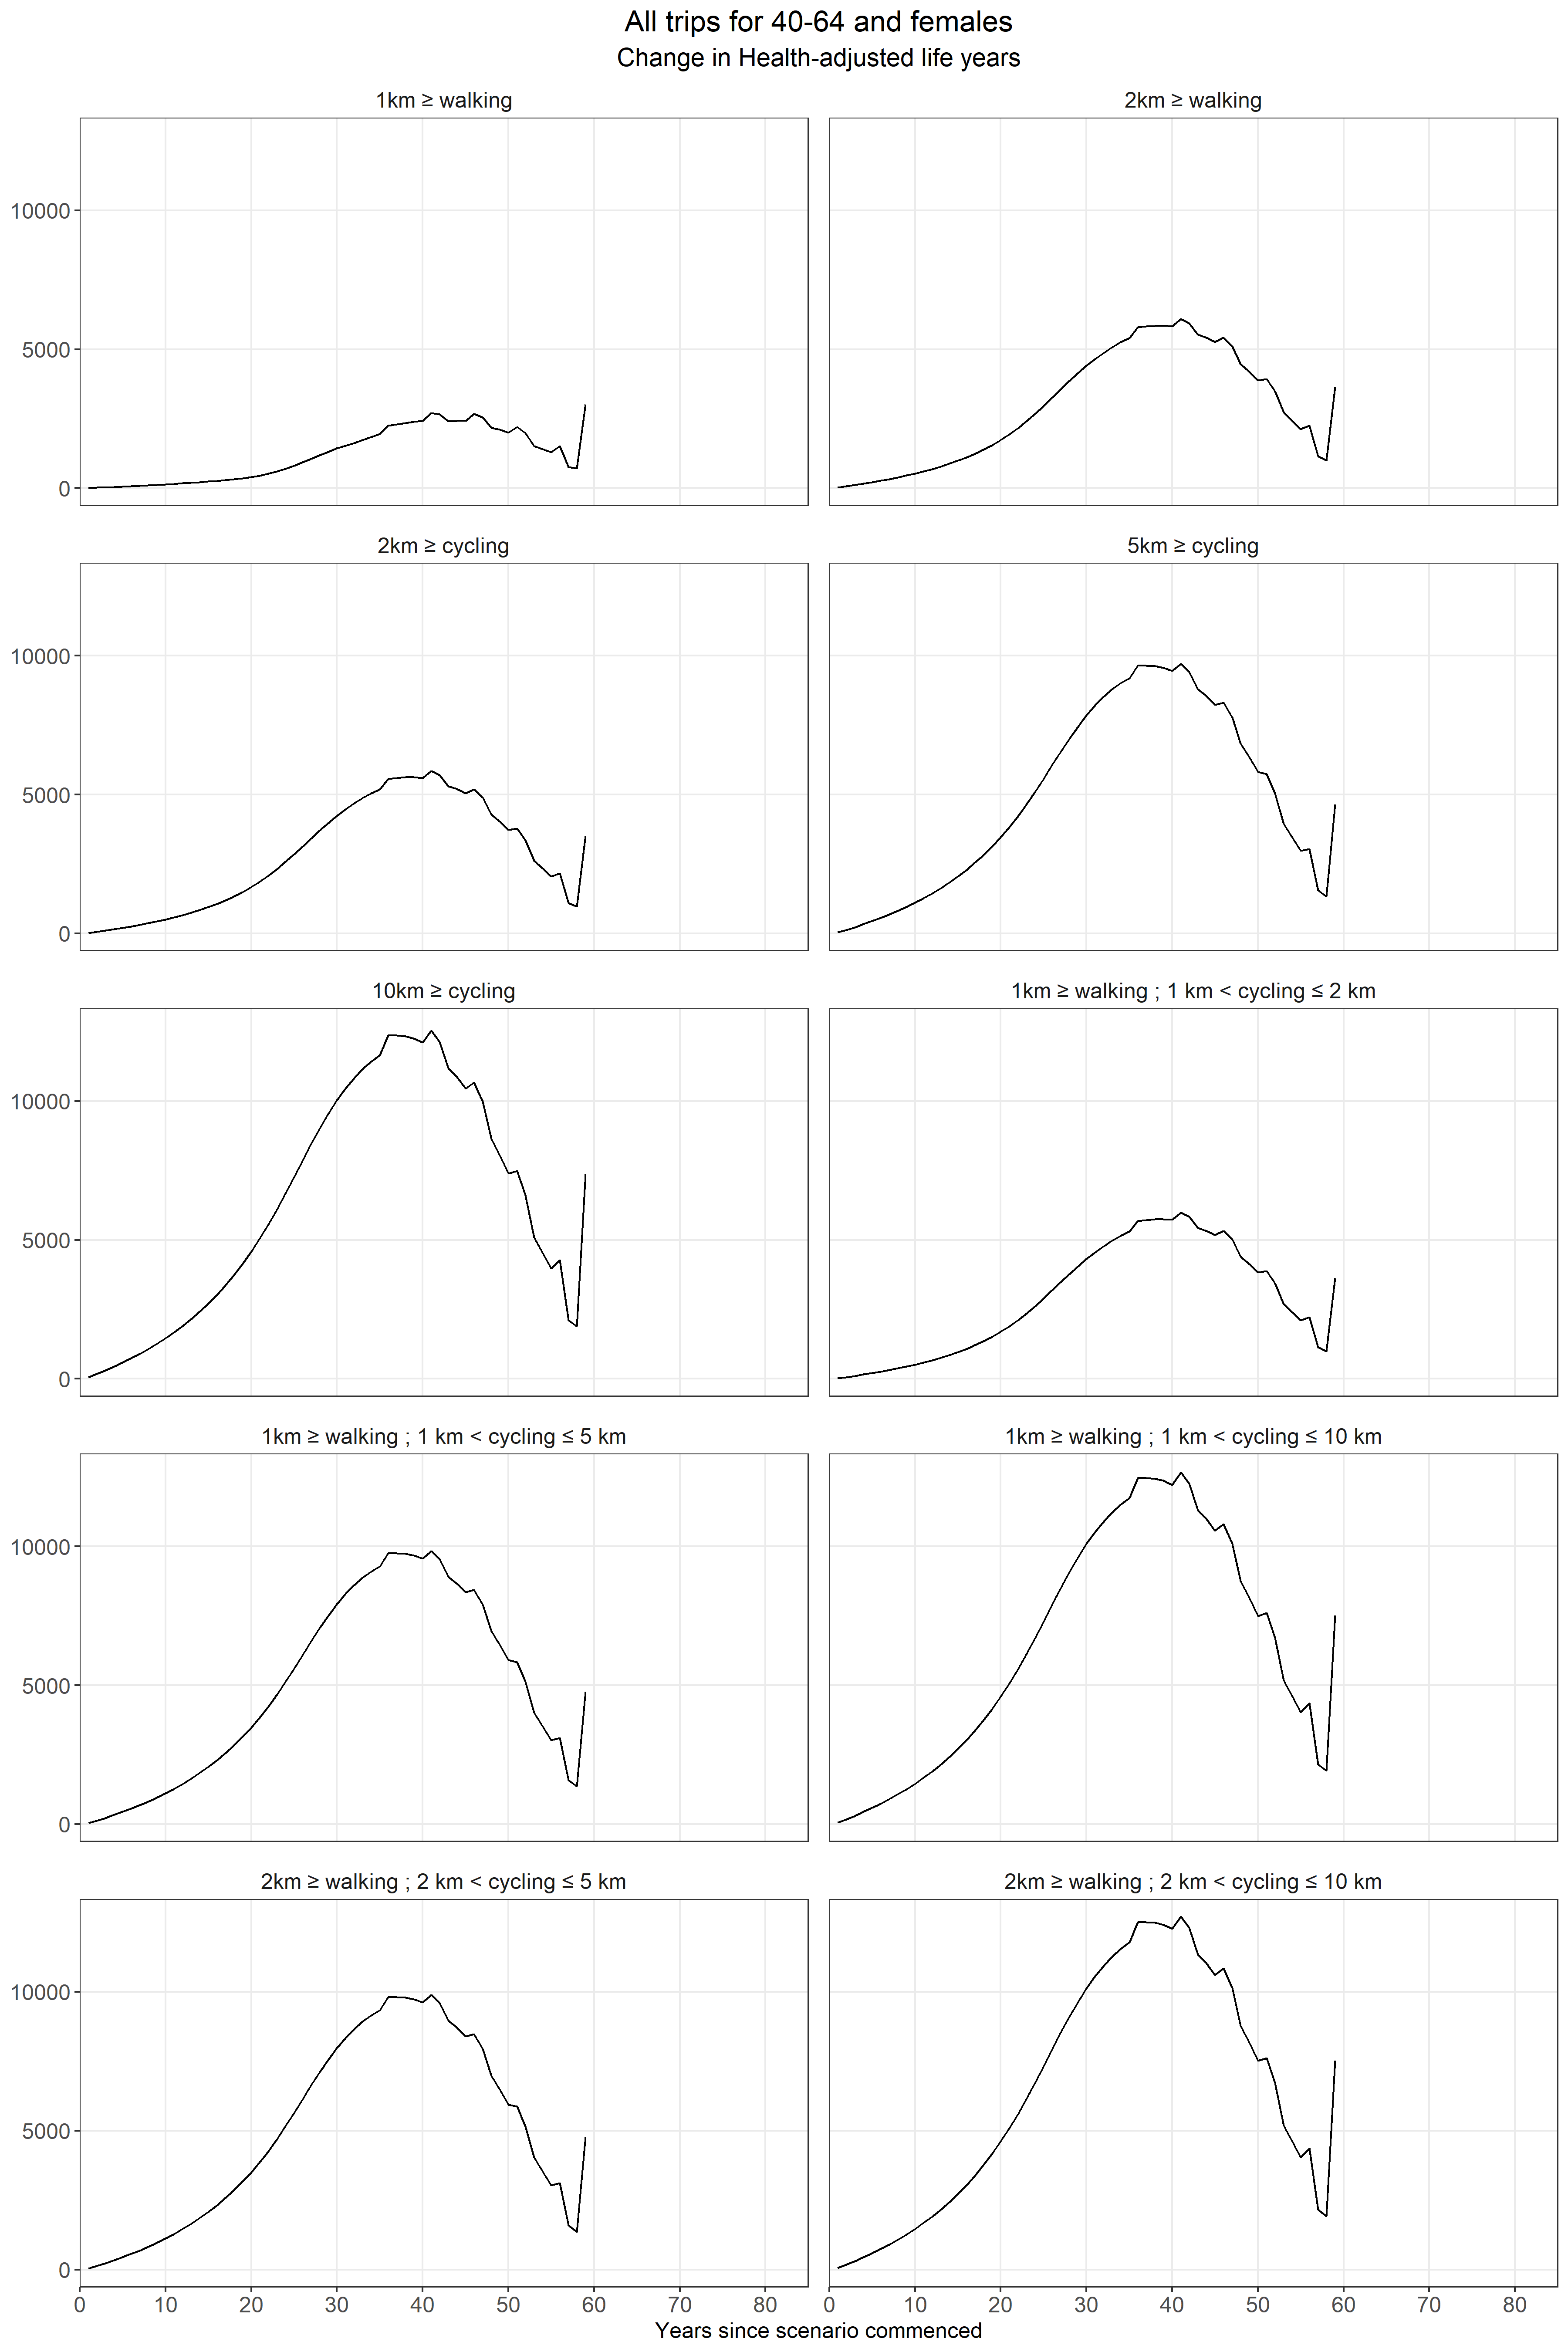 All trips for 40-64 and females
Change in Health-adjusted life years
1km ≥ walking
2km ≥ walking
10000
5000
0
2km ≥ cycling
5km ≥ cycling
10000
5000
0
10km ≥ cycling
1km ≥ walking ; 1 km < cycling ≤ 2 km
10000
5000
0
1km ≥ walking ; 1 km < cycling ≤ 5 km
1km ≥ walking ; 1 km < cycling ≤ 10 km
10000
5000
0
2km ≥ walking ; 2 km < cycling ≤ 5 km
2km ≥ walking ; 2 km < cycling ≤ 10 km
10000
5000
0
0 10 20 30 40 50 60 70 80
0 10 20 30 40 50 60 70 80
Years since scenario commenced